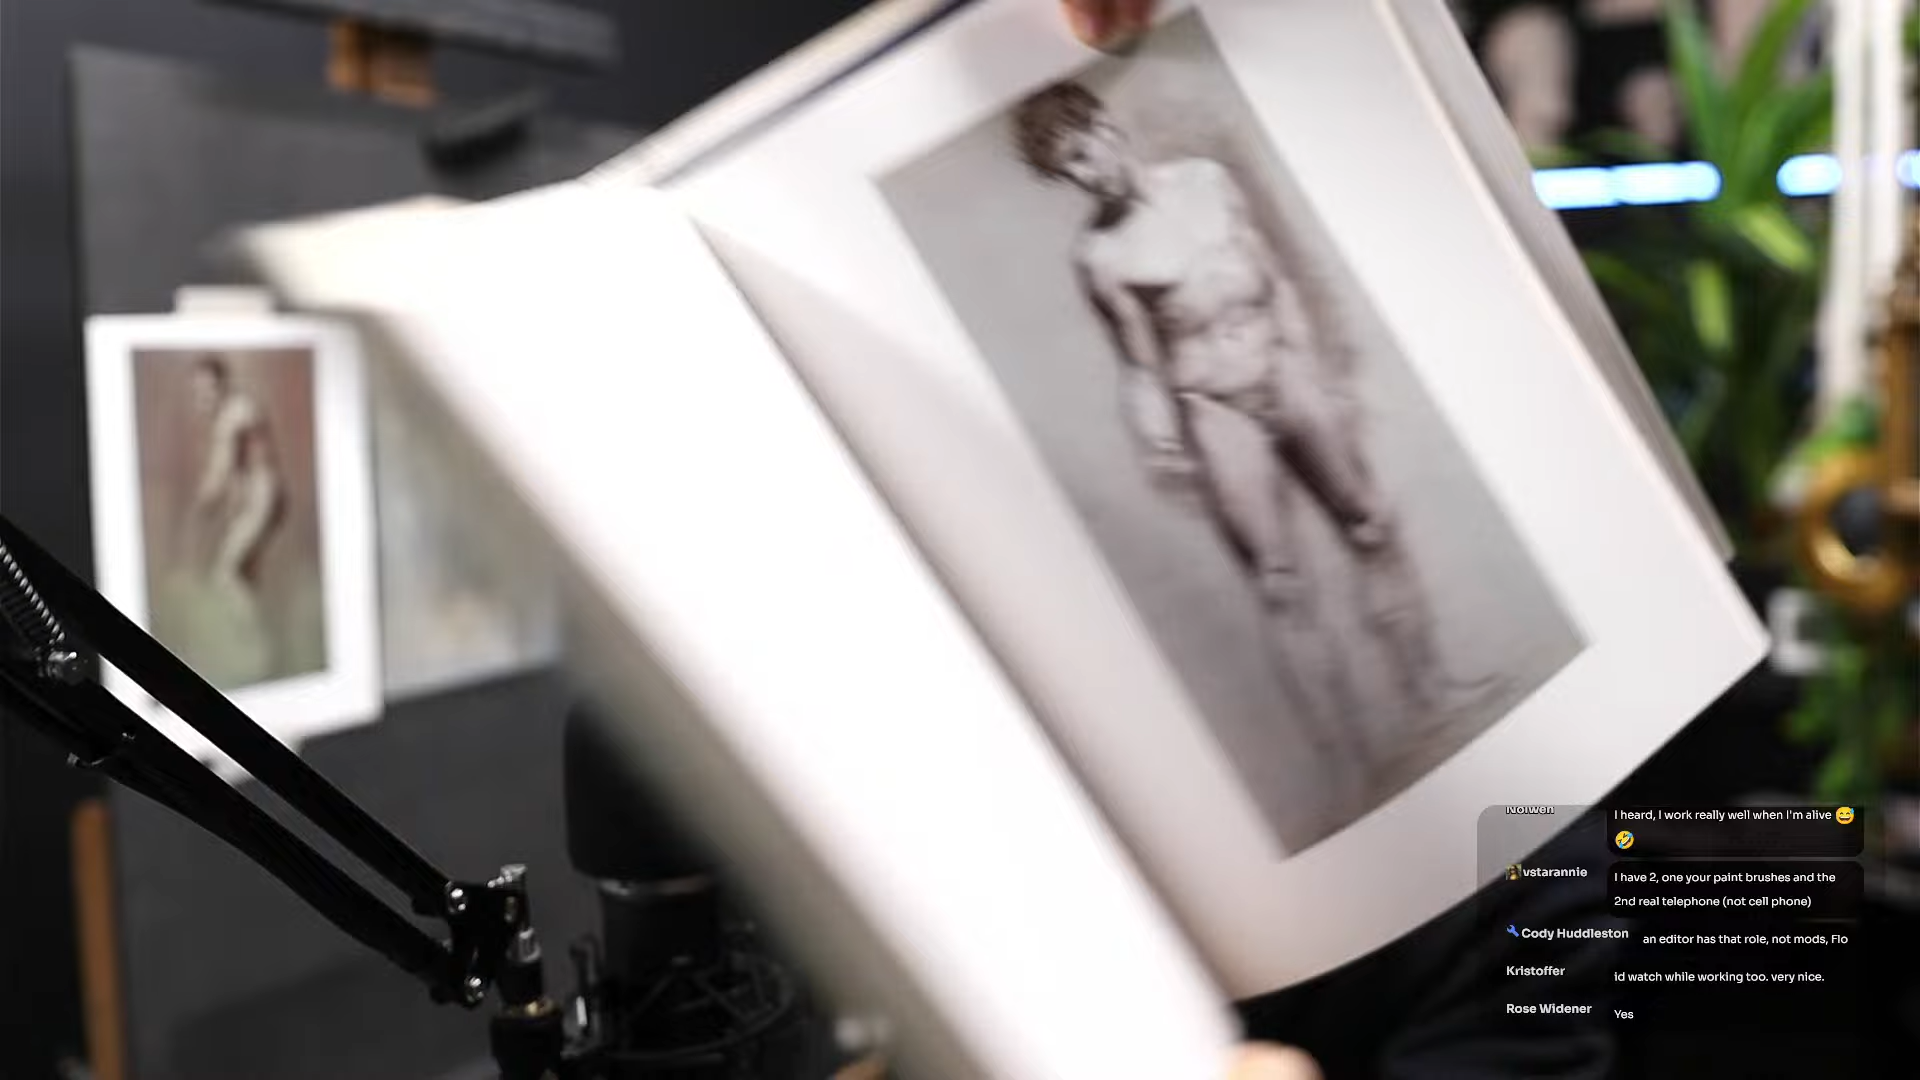 Nolwen
I heard, I work really well when I'm alive 😅
🤣
vstarannie
I have 2, one your paint brushes and the
2nd real telephone (not cell phone)
Cody Huddleston an editor has that role, not mods, Flo
Kristoffer id watch while working too. very nice.
Rose Widener Yes